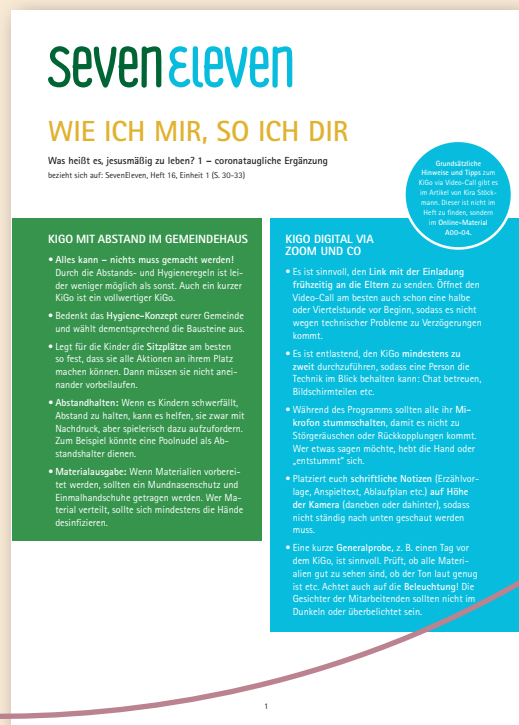 sevenEleven
WIE ICH MIR, SO ICH DIR
Was heißt es, jesusmäßig zu leben? 1 – coronataugliche Ergänzung
bezieht sich auf: SevenEleven, Heft 16, Einheit 1 (S. 30-33)
Grundsätzliche
Hinweise und Tipps zum
KiGo via Video-Call gibt es
im Artikel von Kira Stöck-
mann. Dieser ist nicht im
Heft zu finden, sondern
im Online-Material
A00-04.
KIGO MIT ABSTAND IM GEMEINDEHAUS
• Alles kann – nichts muss gemacht werden!
Durch die Abstands- und Hygieneregeln ist lei-
der weniger möglich als sonst. Auch ein kurzer
KiGo ist ein vollwertiger KiGo.
• Bedenkt das Hygiene-Konzept eurer Gemeinde
und wählt dementsprechend die Bausteine aus.
• Legt für die Kinder die Sitzplätze am besten
so fest, dass sie alle Aktionen an ihrem Platz
machen können. Dann müssen sie nicht anei-
nander vorbeilaufen.
• Abstandhalten: Wenn es Kindern schwerfällt,
Abstand zu halten, kann es helfen, sie zwar mit
Nachdruck, aber spielerisch dazu aufzufordern.
Zum Beispiel könnte eine Poolnudel als Ab-
standshalter dienen.
• Materialausgabe: Wenn Materialien vorberei-
tet werden, sollten ein Mundnasenschutz und
Einmalhandschuhe getragen werden. Wer Ma-
terial verteilt, sollte sich mindestens die Hände
desinfizieren.
KIGO DIGITAL VIA
ZOOM UND CO
• Es ist sinnvoll, den Link mit der Einladung
frühzeitig an die Eltern zu senden. Öffnet den
Video-Call am besten auch schon eine halbe
oder Viertelstunde vor Beginn, sodass es nicht
wegen technischer Probleme zu Verzögerungen
kommt.
• Es ist entlastend, den KiGo mindestens zu
zweit durchzuführen, sodass eine Person die
Technik im Blick behalten kann: Chat betreuen,
Bildschirmteilen etc.
• Während des Programms sollten alle ihr Mi-
krofon stummschalten, damit es nicht zu
Störgeräuschen oder Rückkopplungen kommt.
Wer etwas sagen möchte, hebt die Hand oder
„entstummt“ sich.
• Platziert euch schriftliche Notizen (Erzählvor-
lage, Anspieltext, Ablaufplan etc.) auf Höhe
der Kamera (daneben oder dahinter), sodass
nicht ständig nach unten geschaut werden
muss.
• Eine kurze Generalprobe, z. B. einen Tag vor
dem KiGo, ist sinnvoll. Prüft, ob alle Materi-
alien gut zu sehen sind, ob der Ton laut genug
ist etc. Achtet auch auf die Beleuchtung! Die
Gesichter der Mitarbeitenden sollten nicht im
Dunkeln oder überbelichtet sein.
1